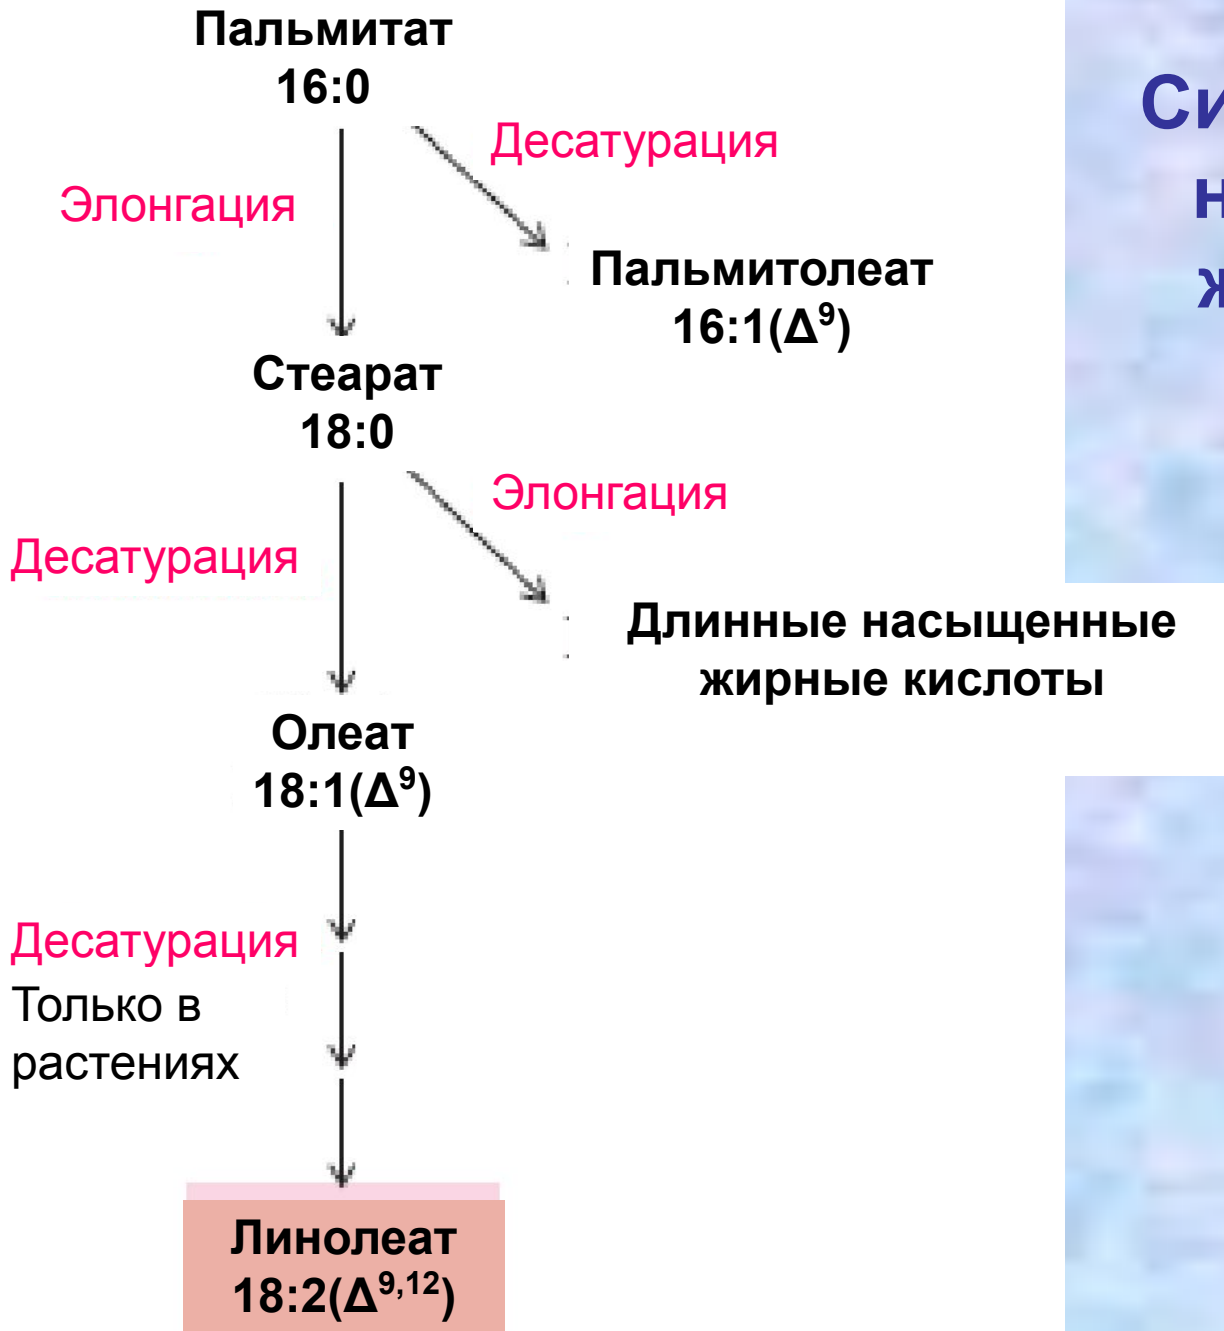 Пальмитат
16:0
Десатурация
Элонгация
Пальмитолеат
16:1(Δ⁹)
Стеарат
18:0
Элонгация
Десатурация
Длинные насыщенные
жирные кислоты
Олеат
18:1(Δ⁹)
Десатурация
Только в
растениях
Линолеат
18:2(Δ⁹,¹²)